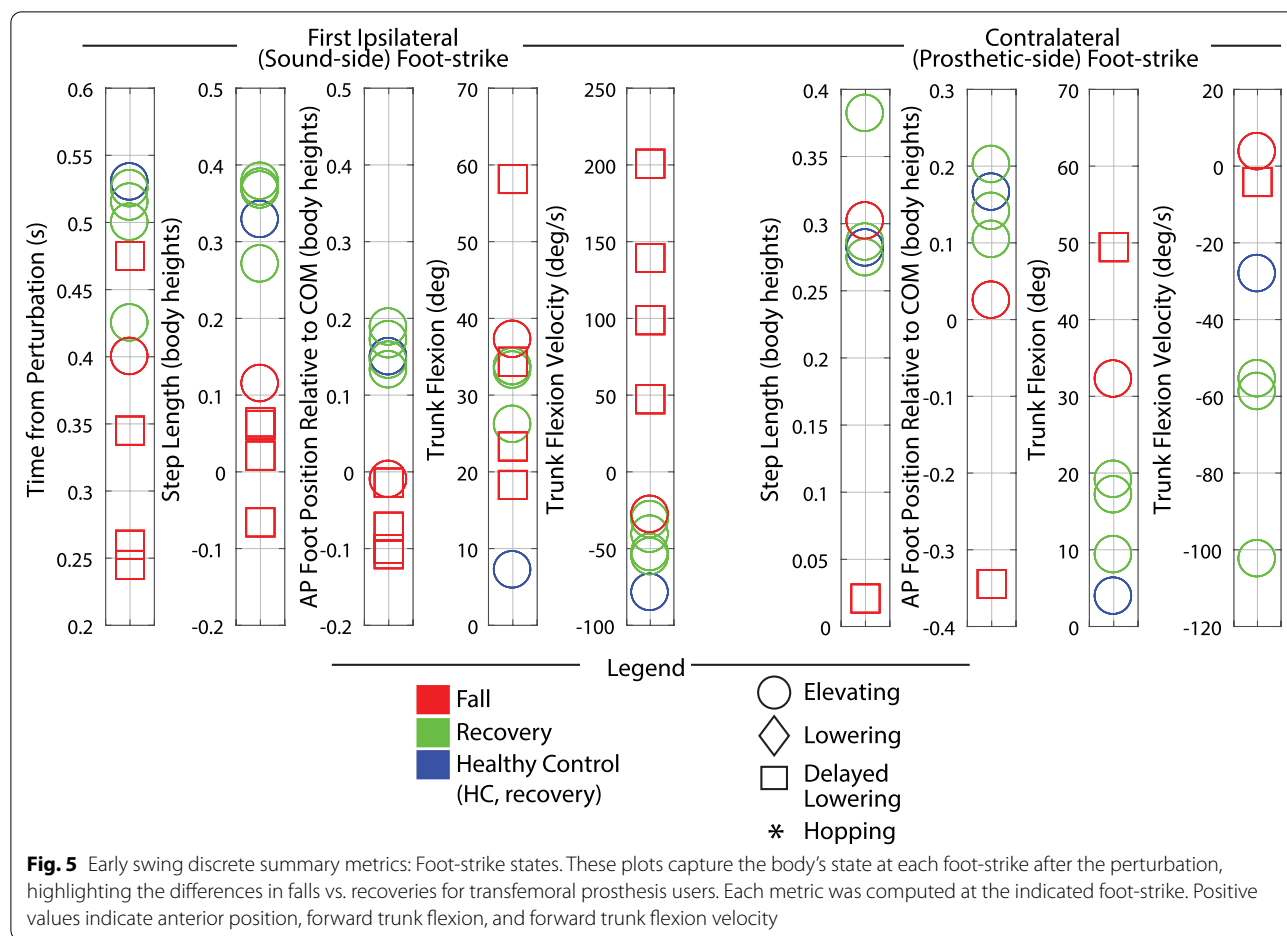 First Ipsilateral
(Sound-side) Foot-strike
Contralateral
(Prosthetic-side) Foot-strike
Time from Perturbation (s)
0.6
0.55
0.5
0.45
0.4
0.35
0.3
0.25
0.2
Step Length (body heights)
0.5
0.4
0.3
0.2
0.1
0
-0.1
-0.2
AP Foot Position Relative to COM (body heights)
0.5
0.4
0.3
0.2
0.1
0
-0.1
-0.2
Trunk Flexion (deg)
70
60
50
40
30
20
10
0
Trunk Flexion Velocity (deg/s)
250
200
150
100
50
0
-50
-100
Step Length (body heights)
0.4
0.35
0.3
0.25
0.2
0.15
0.1
0.05
0
AP Foot Position Relative to COM (body heights)
0.3
0.2
0.1
0
-0.1
-0.2
-0.3
-0.4
Trunk Flexion (deg)
70
60
50
40
30
20
10
0
Trunk Flexion Velocity (deg/s)
20
0
-20
-40
-60
-80
-100
-120
Legend
Fall
Recovery
Healthy Control
(HC, recovery)
Elevating
Lowering
Delayed
Lowering
* Hopping
Fig. 5 Early swing discrete summary metrics: Foot-strike states. These plots capture the body's state at each foot-strike after the perturbation,
highlighting the differences in falls vs. recoveries for transfemoral prosthesis users. Each metric was computed at the indicated foot-strike. Positive
values indicate anterior position, forward trunk flexion, and forward trunk flexion velocity